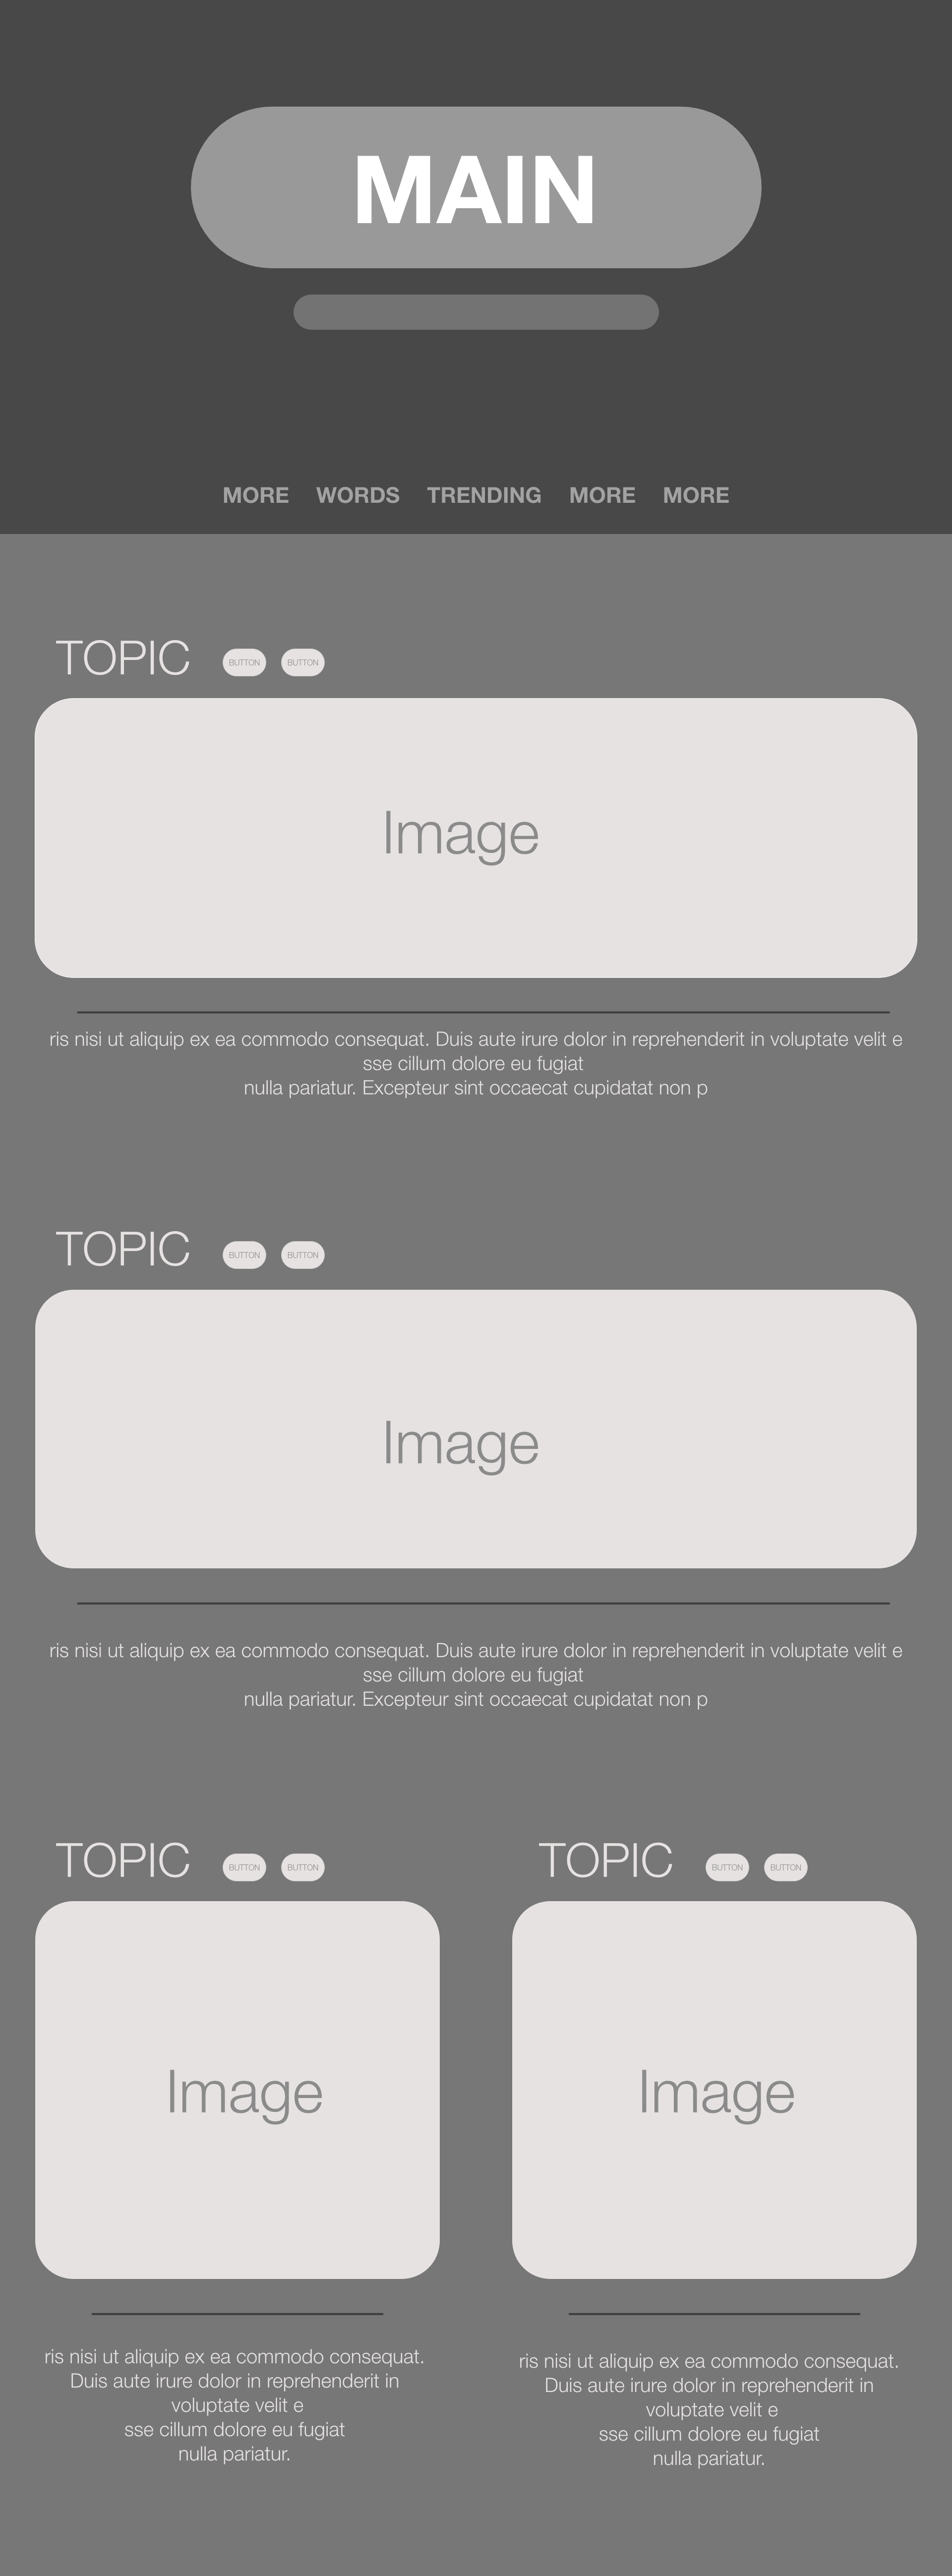 MAIN
MORE WORDS TRENDING MORE MORE
TOPIC BUTTON BUTTON
Image
ris nisi ut aliquip ex ea commodo consequat. Duis aute irure dolor in reprehenderit in voluptate velit e
sse cillum dolore eu fugiat
nulla pariatur. Excepteur sint occaecat cupidatat non p
TOPIC BUTTON BUTTON
Image
ris nisi ut aliquip ex ea commodo consequat. Duis aute irure dolor in reprehenderit in voluptate velit e
sse cillum dolore eu fugiat
nulla pariatur. Excepteur sint occaecat cupidatat non p
TOPIC BUTTON BUTTON
Image
ris nisi ut aliquip ex ea commodo consequat.
Duis aute irure dolor in reprehenderit in
voluptate velit e
sse cillum dolore eu fugiat
nulla pariatur.
TOPIC BUTTON BUTTON
Image
ris nisi ut aliquip ex ea commodo consequat.
Duis aute irure dolor in reprehenderit in
voluptate velit e
sse cillum dolore eu fugiat
nulla pariatur.